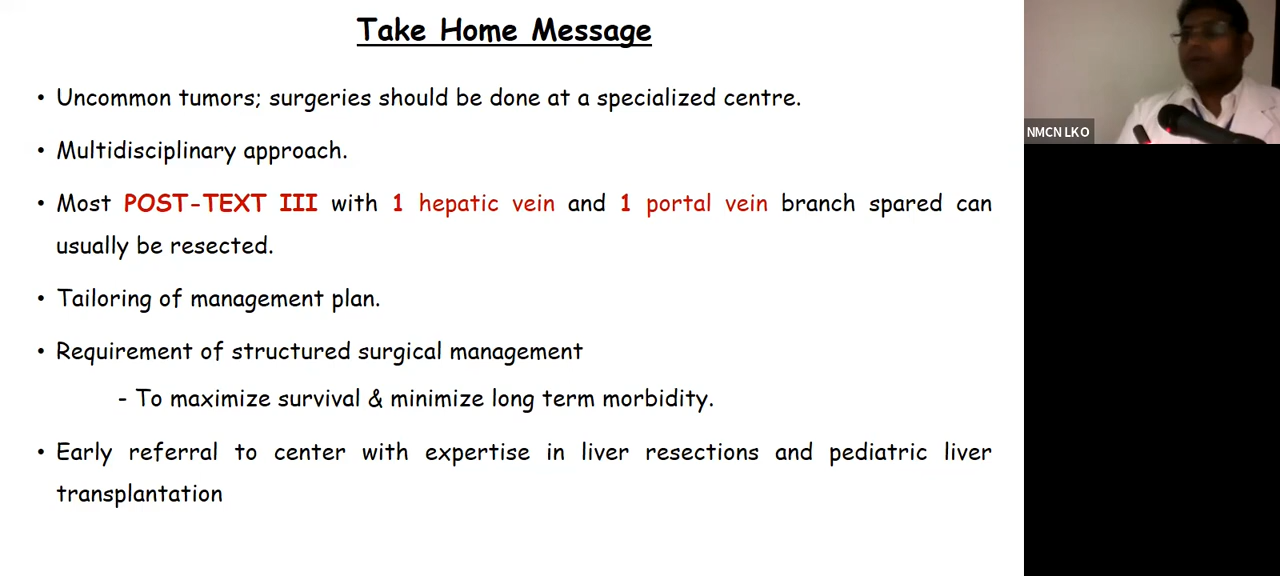 Take Home Message
• Uncommon tumors; surgeries should be done at a specialized centre.
• Multidisciplinary approach.
• Most POST-TEXT III with 1 hepatic vein and 1 portal vein branch spared can
usually be resected.
• Tailoring of management plan.
• Requirement of structured surgical management
- To maximize survival & minimize long term morbidity.
• Early referral to center with expertise in liver resections and pediatric liver
transplantation
NMCN LKO